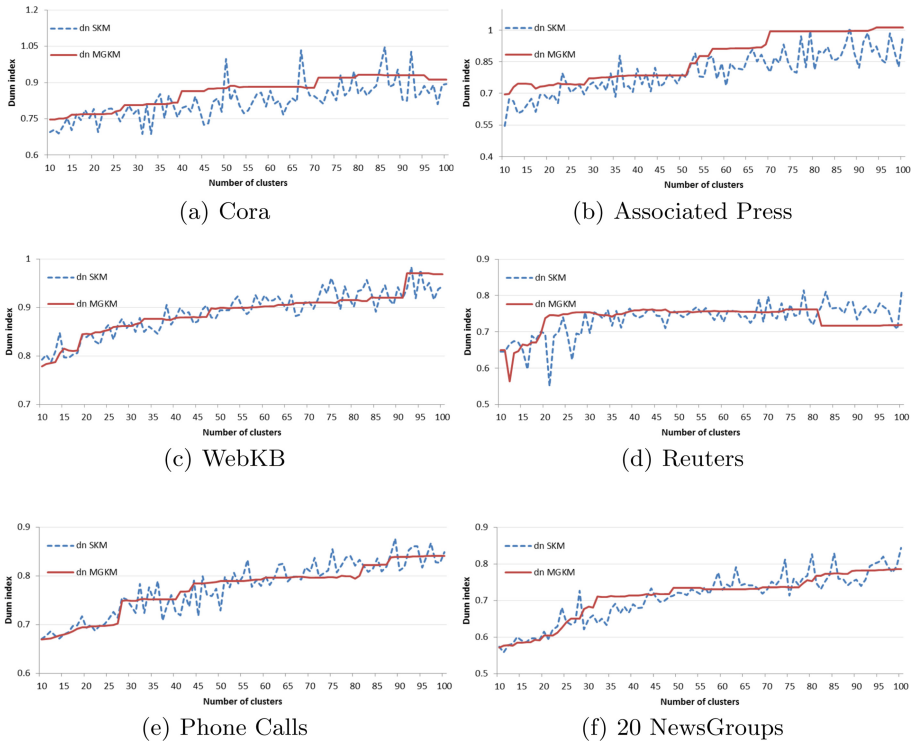 1.2
1.05
0.9
0.75
0.6
Dunn index
dn SKM
dn MGKM
10 15 20 25 30 35 40 45 50 55 60 65 70 75 80 85 90 95 100
Number of clusters
(a) Cora
1
0.85
0.7
0.55
0.4
Dunn index
dn SKM
dn MGKM
10 15 20 25 30 35 40 45 50 55 60 65 70 75 80 85 90 95 100
Number of clusters
(b) Associated Press
1
0.9
0.8
0.7
Dunn index
dn SKM
dn MGKM
10 15 20 25 30 35 40 45 50 55 60 65 70 75 80 85 90 95 100
Number of clusters
(c) WebKB
0.8
0.7
0.6
0.5
Dunn index
dn SKM
dn MGKM
10 15 20 25 30 35 40 45 50 55 60 65 70 75 80 85 90 95 100
Number of clusters
(d) Reuters
0.9
0.8
0.7
0.6
Dunn index
dn SKM
dn MGKM
10 15 20 25 30 35 40 45 50 55 60 65 70 75 80 85 90 95 100
Number of clusters
(e) Phone Calls
0.9
0.8
0.7
0.6
0.5
Dunn index
dn SKM
dn MGKM
10 15 20 25 30 35 40 45 50 55 60 65 70 75 80 85 90 95 100
Number of clusters
(f) 20 NewsGroups